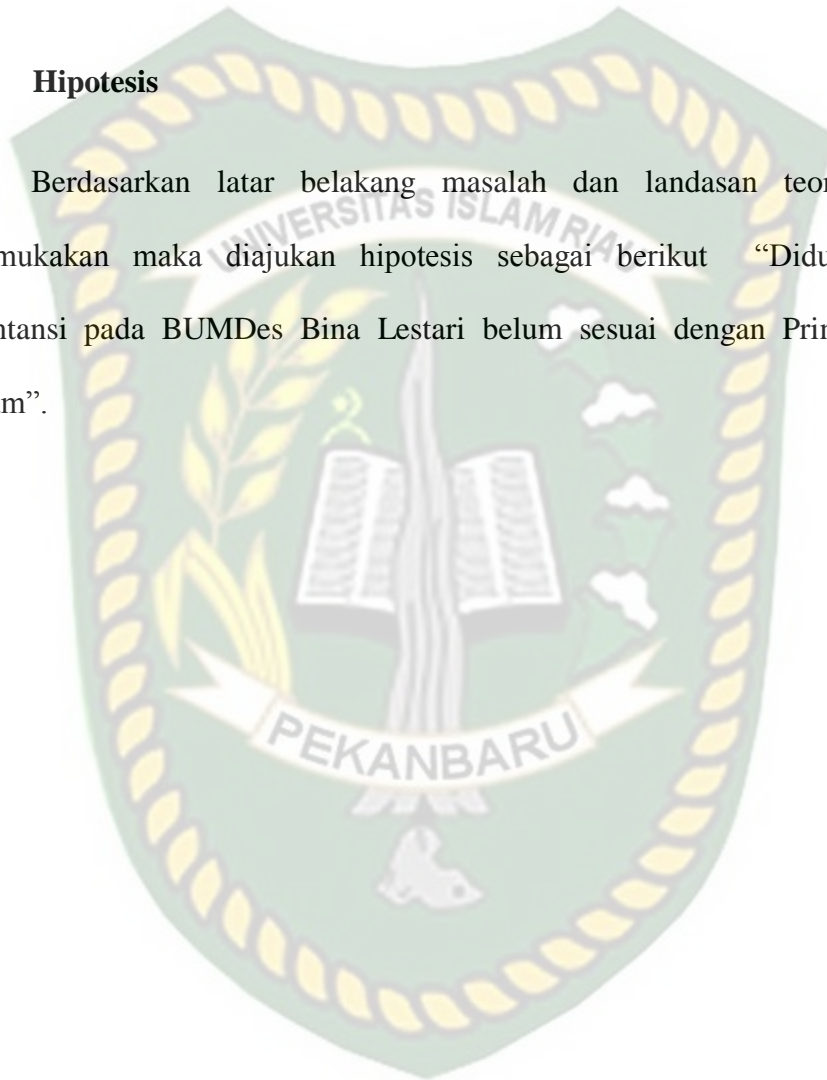 Hipotesis
Berdasarkan latar belakang masalah dan landasan teor
mukakan maka diajukan hipotesis sebagai berikut “Didu
ntansi pada BUMDes Bina Lestari belum sesuai dengan Prin
um”.
UNIVERSITAS ISLAM RIAU
PEKANBARU